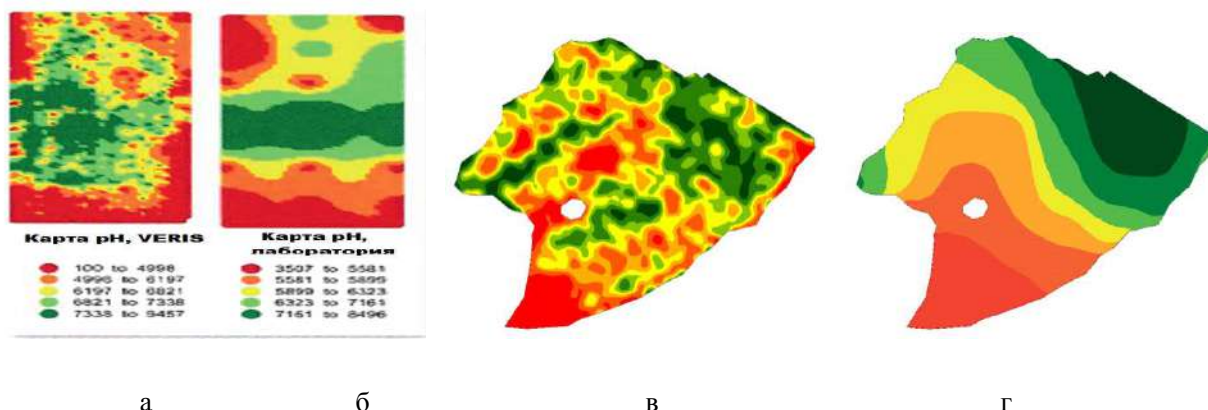 Карта pH, VERIS
100 to 4998
4998 to 6197
6197 to 6821
6821 to 7338
7338 to 9457
Карта pH,
лаборатория
3507 to 5581
5581 to 5899
5899 to 6323
6323 to 7161
7161 to 8496
а б в г